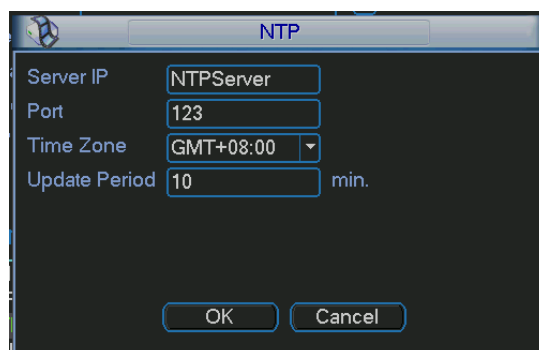 NTP
Server IP NTPServer
Port 123
Time Zone GMT+08:00
Update Period 10 min.
OK Cancel